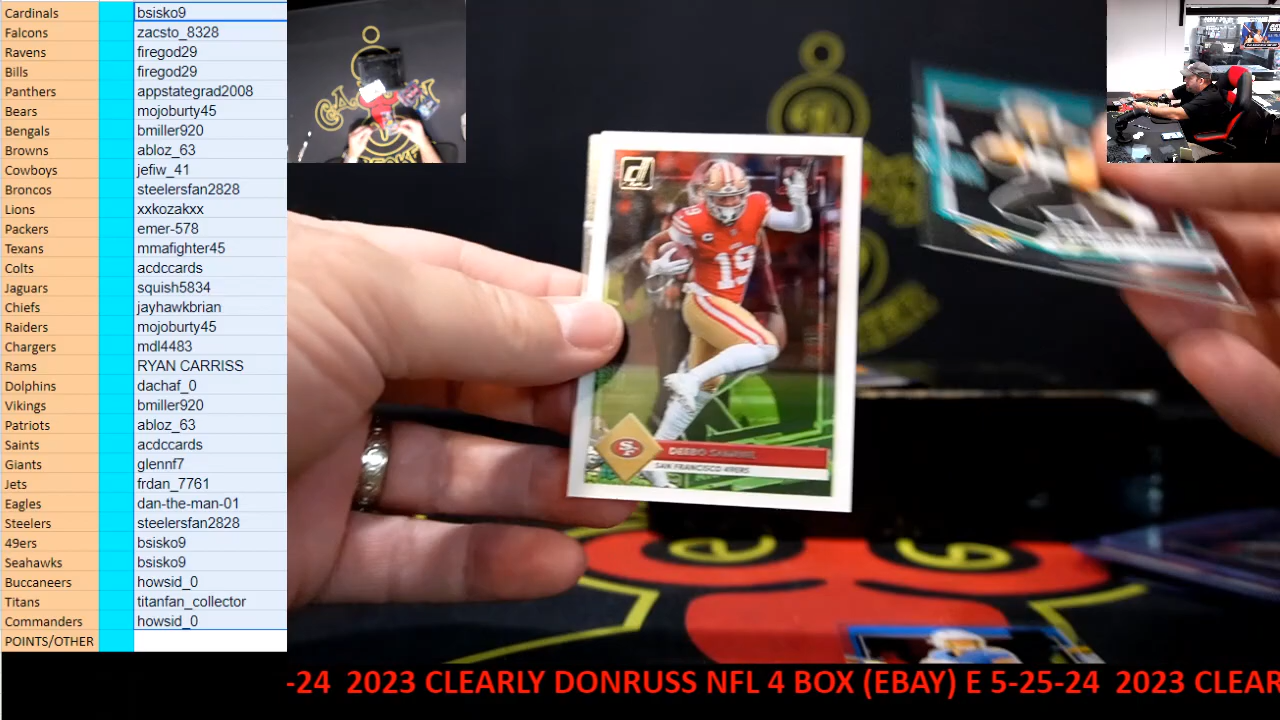 Cardinals bsisko9
Falcons zacsto_8328
Ravens firegod29
Bills firegod29
Panthers appstategrad2008
Bears mojoburty45
Bengals bmiller920
Browns abloz_63
Cowboys jefiw_41
Broncos steelersfan2828
Lions xxkozakxx
Packers emer-578
Texans mmafighter45
Colts acdccards
Jaguars squish5834
Chiefs jayhawkbrian
Raiders mojoburty45
Chargers mdl4483
Rams RYAN CARRISS
Dolphins dachaf_0
Vikings bmiller920
Patriots abloz_63
Saints acdccards
Giants glennf7
Jets frdan_7761
Eagles dan-the-man-01
Steelers steelersfan2828
49ers bsisko9
Seahawks bsisko9
Buccaneers howsid_0
Titans titanfan_collector
Commanders howsid_0
POINTS/OTHER
19
SF
DEEBO SAMUEL
SAN FRANCISCO 49ERS
-24 2023 CLEARLY DONRUSS NFL 4 BOX (EBAY) E 5-25-24 2023 CLEAR